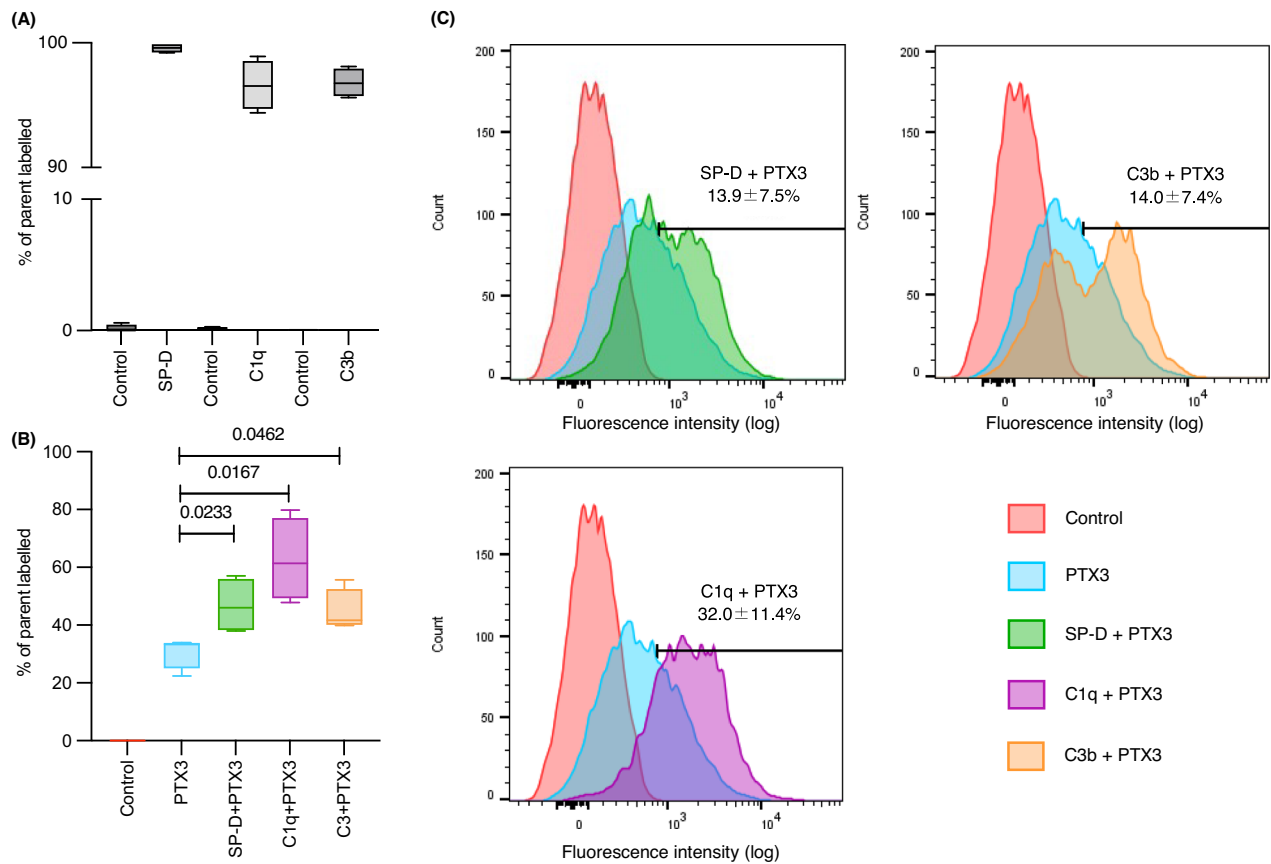 (A)
% of parent labelled
100
90
10
0
Control
SP-D
Control
C1q
Control
C3b
(B)
% of parent labelled
100
80
60
40
20
0
0.0462
0.0167
0.0233
Control
PTX3
SP-D+PTX3
C1q+PTX3
C3+PTX3
(C)
Count
200
150
100
50
0
SP-D + PTX3
13.9±7.5%
0 10³ 10⁴
Fluorescence intensity (log)
Count
200
150
100
50
0
C3b + PTX3
14.0±7.4%
0 10³ 10⁴
Fluorescence intensity (log)
Count
200
150
100
50
0
C1q + PTX3
32.0±11.4%
0 10³ 10⁴
Fluorescence intensity (log)
Control
PTX3
SP-D + PTX3
C1q + PTX3
C3b + PTX3